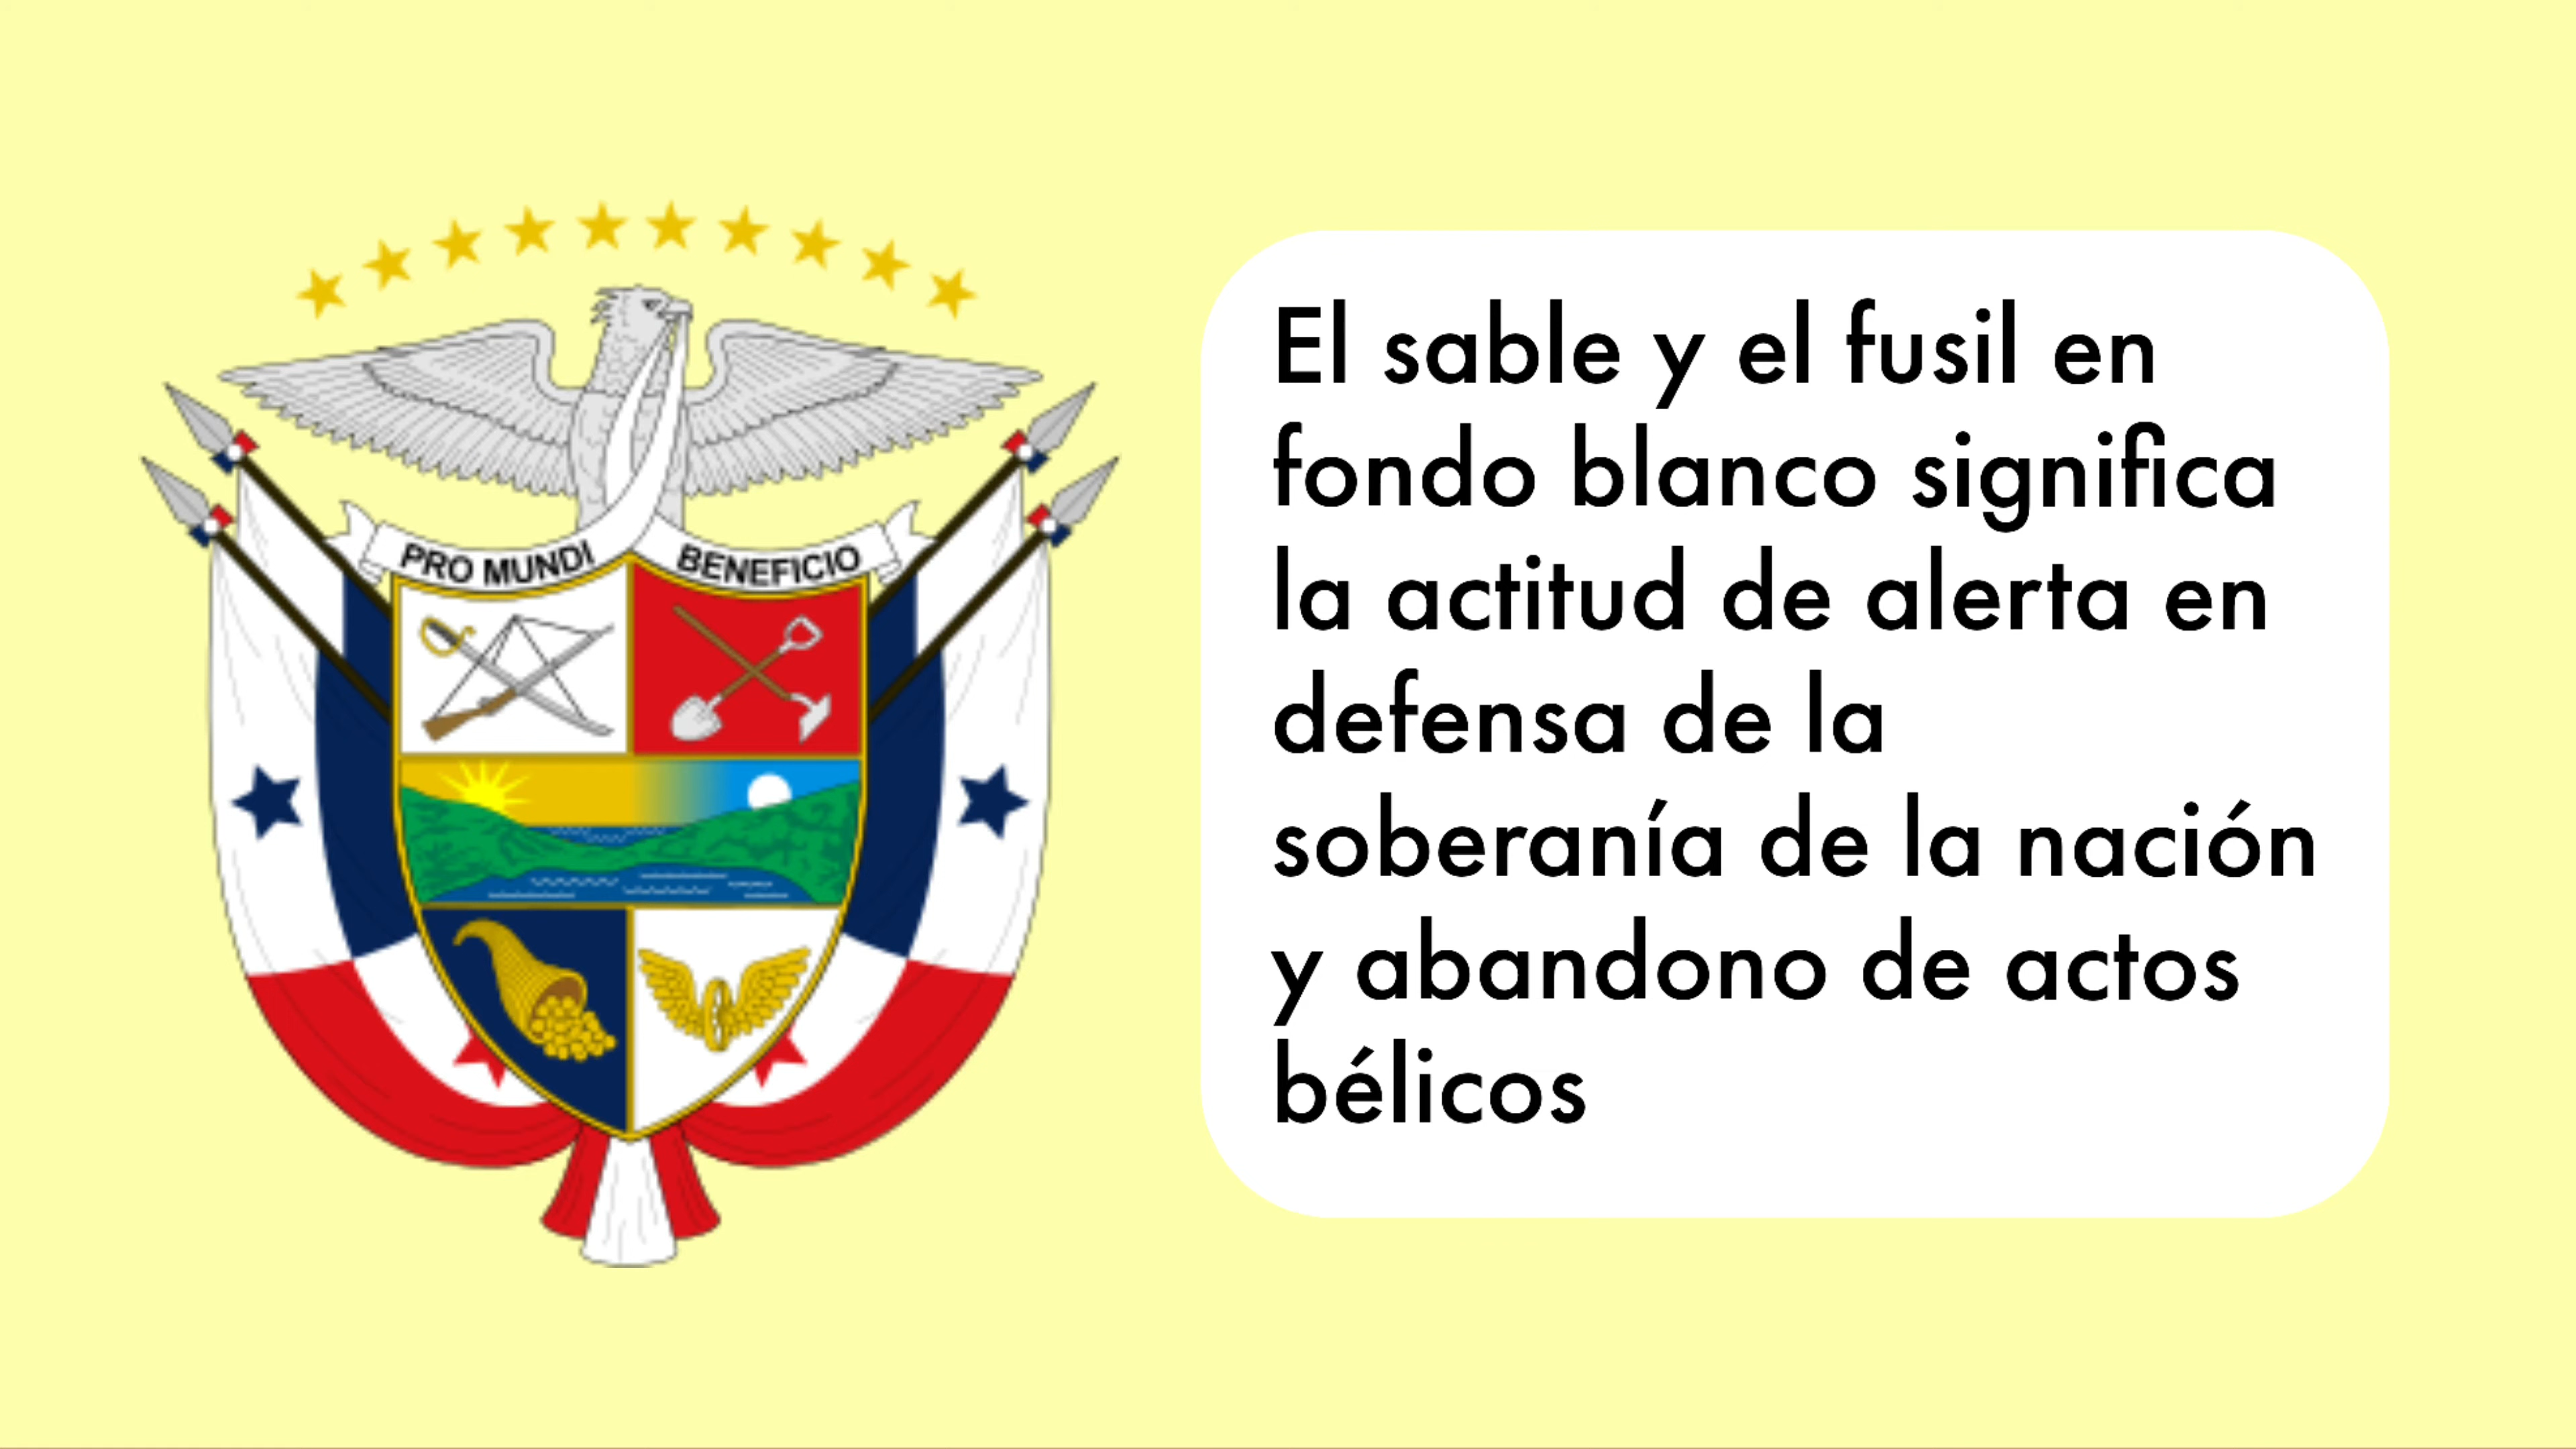 PRO MUNDI BENEFICIO
El sable y el fusil en
fondo blanco significa
la actitud de alerta en
defensa de la
soberanía de la nación
y abandono de actos
bélicos